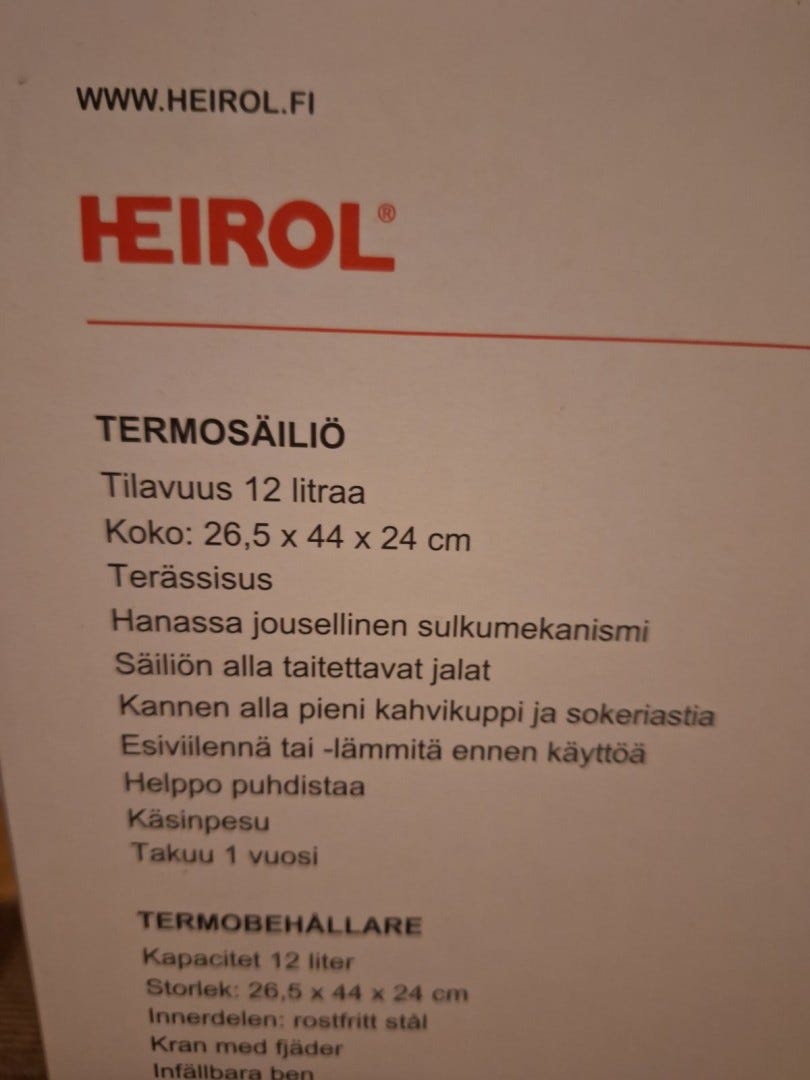 WWW.HEIROL.FI
HEIROL®
TERMOSÄILIÖ
Tilavuus 12 litraa
Koko: 26,5 x 44 x 24 cm
Terässisus
Hanassa jousellinen sulkumekanismi
Säiliön alla taitettavat jalat
Kannen alla pieni kahvikuppi ja sokeriastia
Esiviilennä tai -lämmitä ennen käyttöä
Helppo puhdistaa
Käsinpesu
Takuu 1 vuosi
TERMOBEHÅLLARE
Kapacitet 12 liter
Storlek: 26,5 x 44 x 24 cm
Innerdelen: rostfritt stål
Kran med fjäder
Infällbara ben